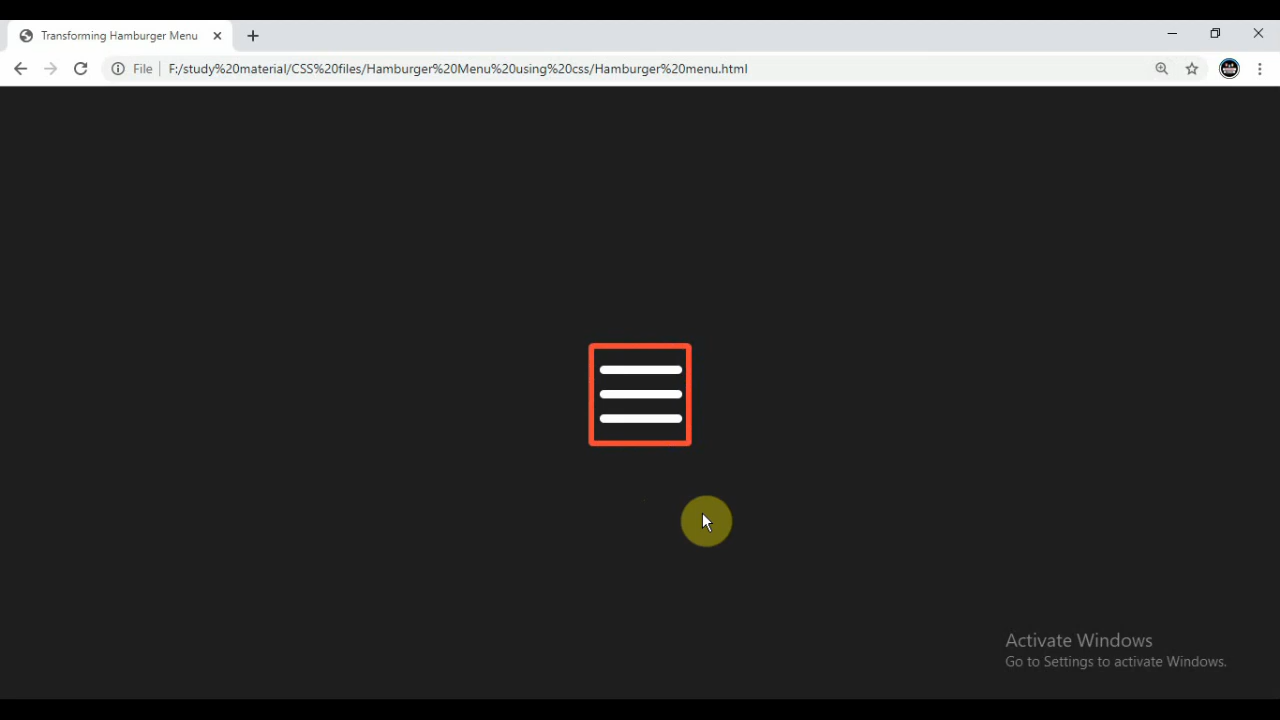 Transforming Hamburger Menu
File
F:/study%20material/CSS%20files/Hamburger%20Menu%20using%20css/Hamburger%20menu.html
Activate Windows
Go to Settings to activate Windows.